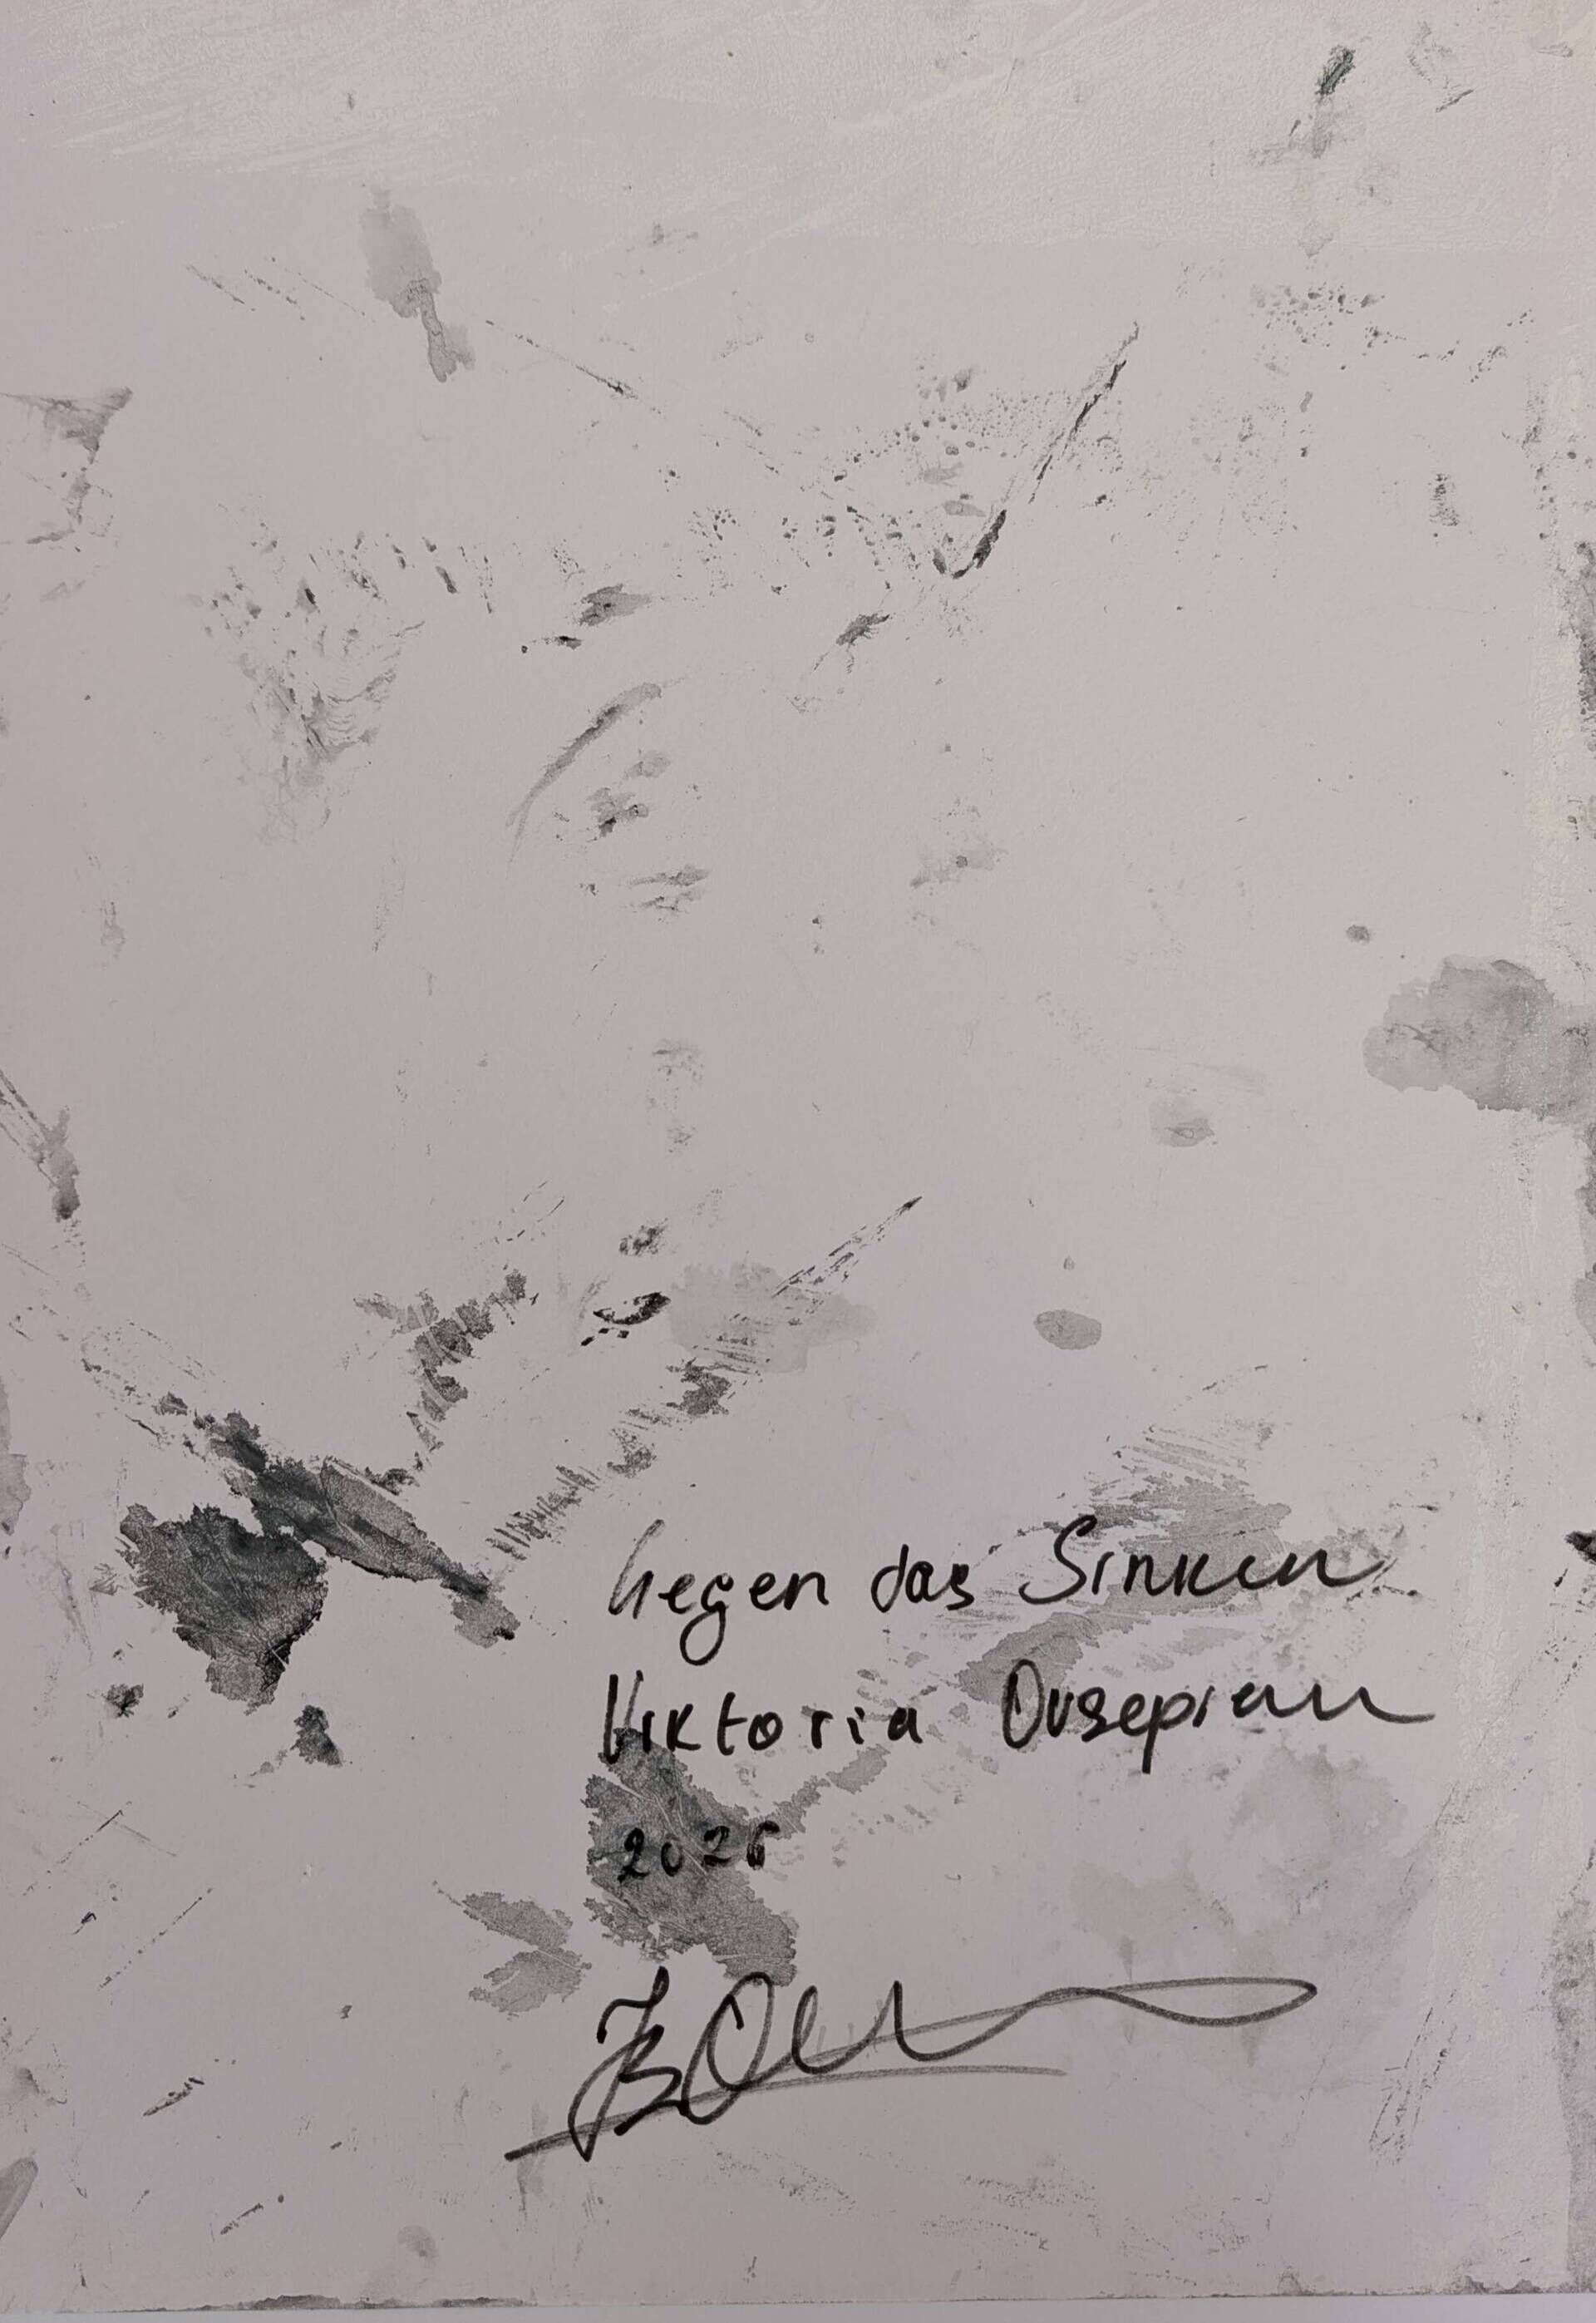 Gegen das Sinken
Viktoria Ovsepian
2026